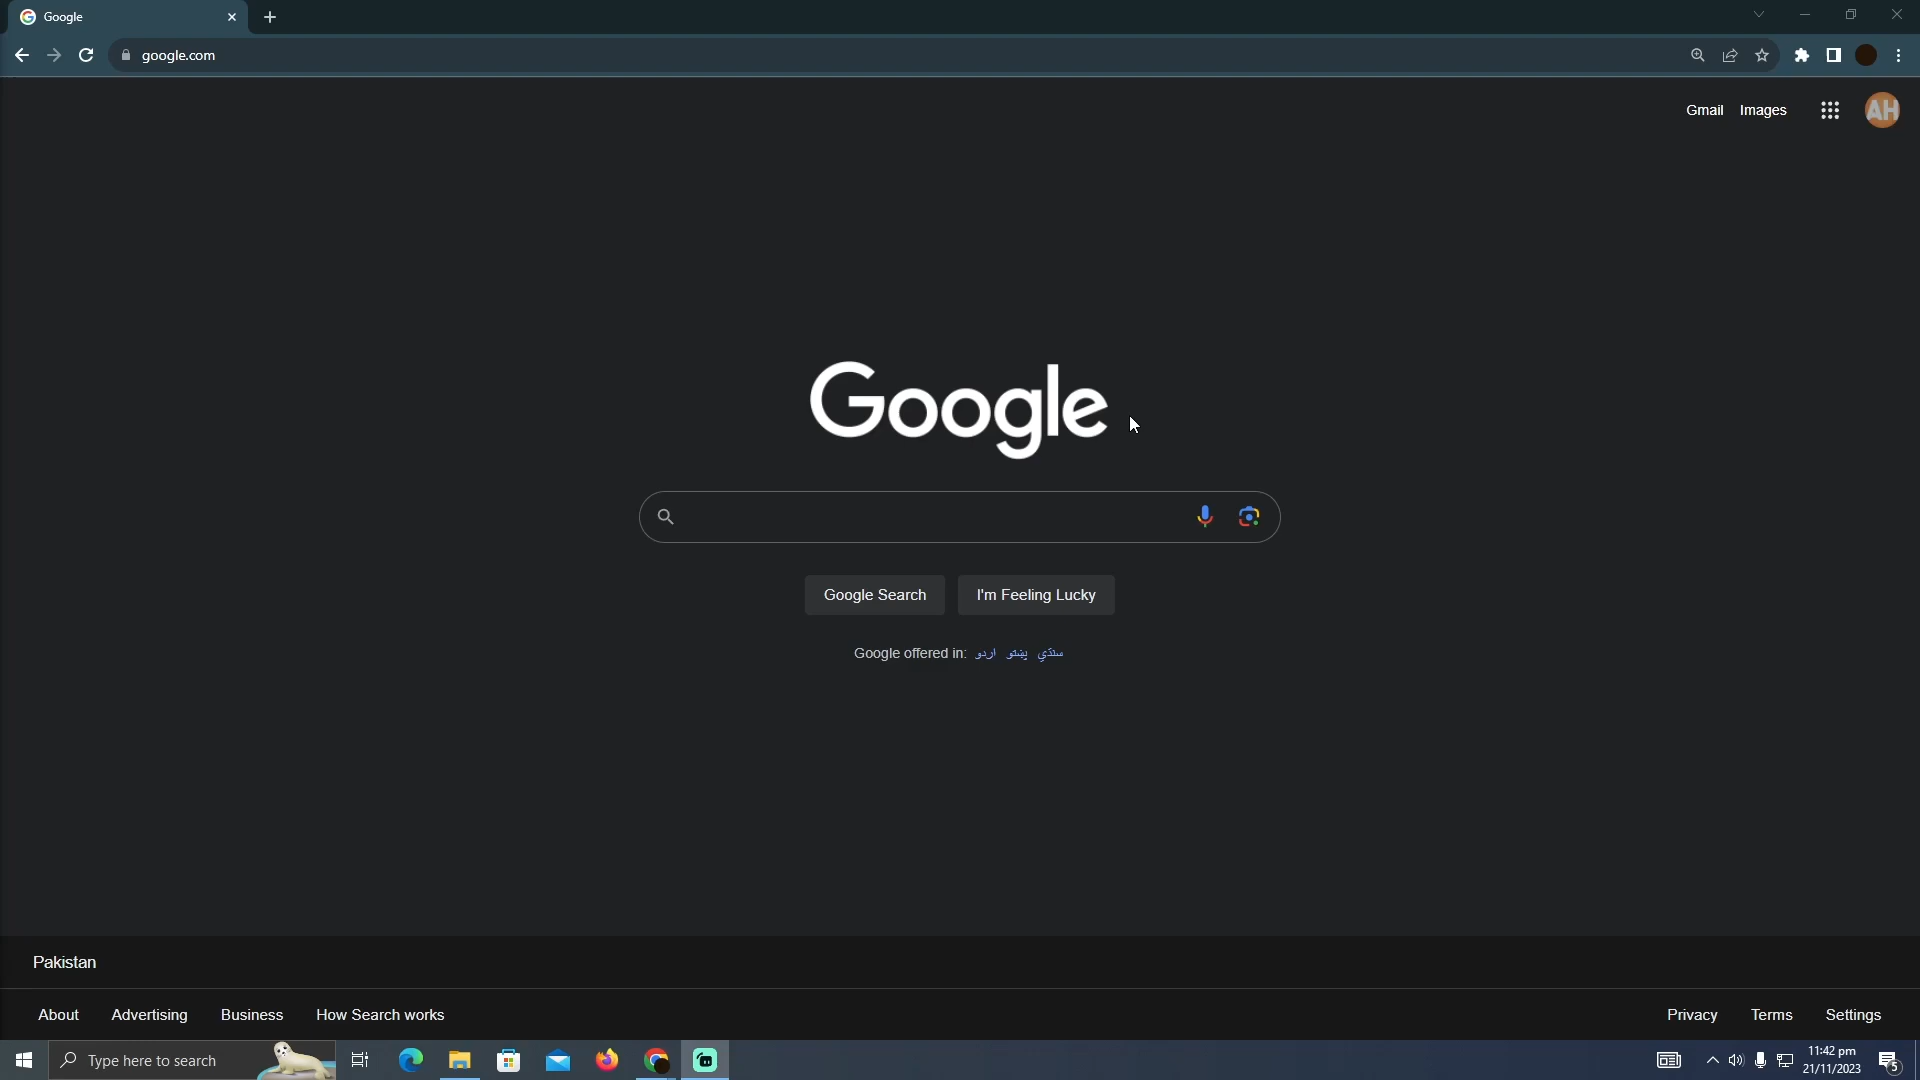 Google
google.com
Gmail Images
AH
Google
Google Search I'm Feeling Lucky
Google offered in: اردو پښتو سنڌي
Pakistan
About Advertising Business How Search works
Privacy Terms Settings
Type here to search
11:42 pm
21/11/2023
5